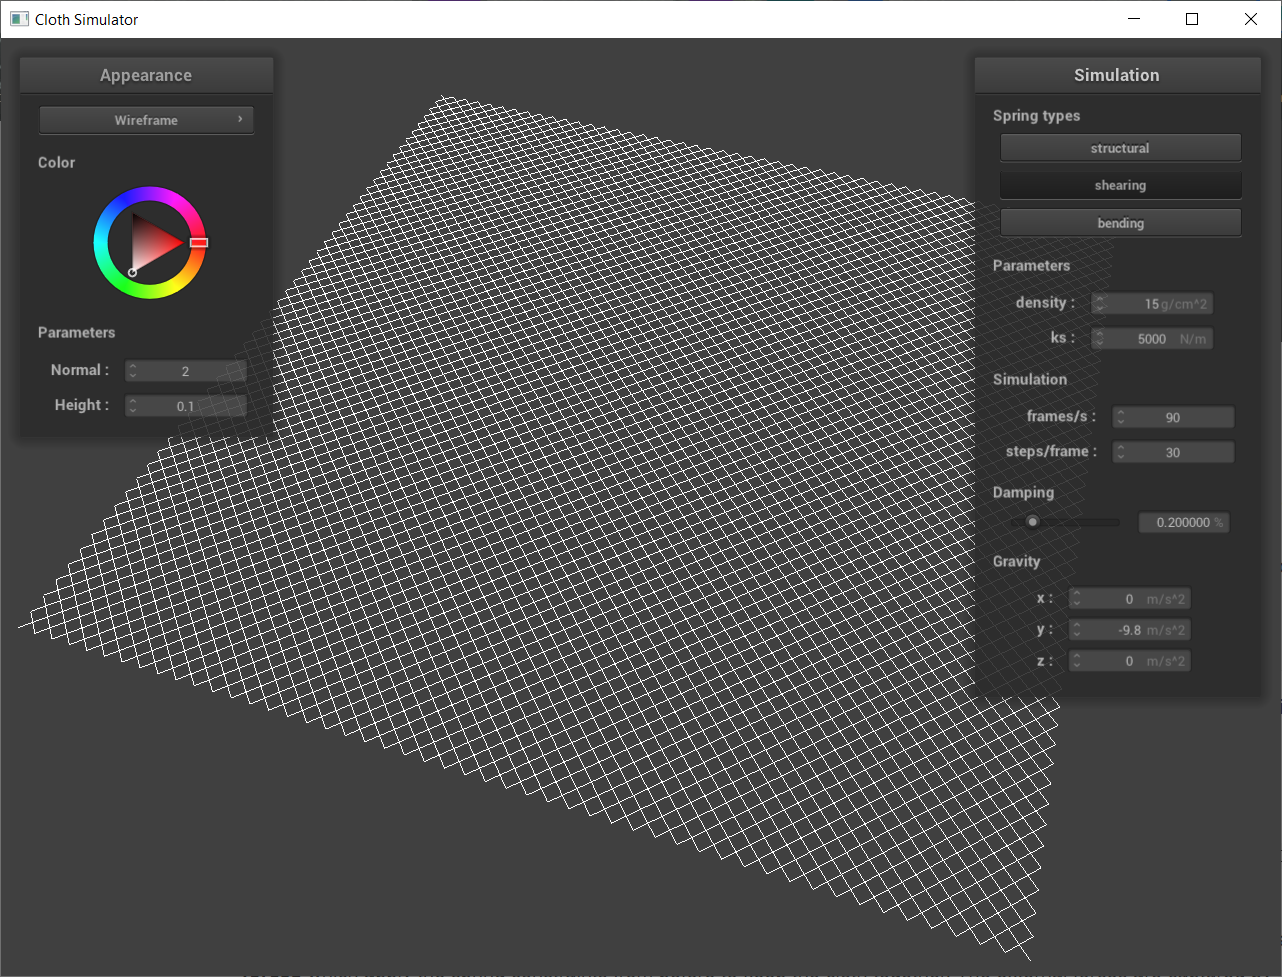 Cloth Simulator
Appearance
Wireframe
Color
Parameters
Normal : 2
Height : 0.1
Simulation
Spring types
structural
shearing
bending
Parameters
density : 15 g/cm^2
ks : 5000 N/m
Simulation
frames/s : 90
steps/frame : 30
Damping
0.200000 %
Gravity
x : 0 m/s^2
y : -9.8 m/s^2
z : 0 m/s^2